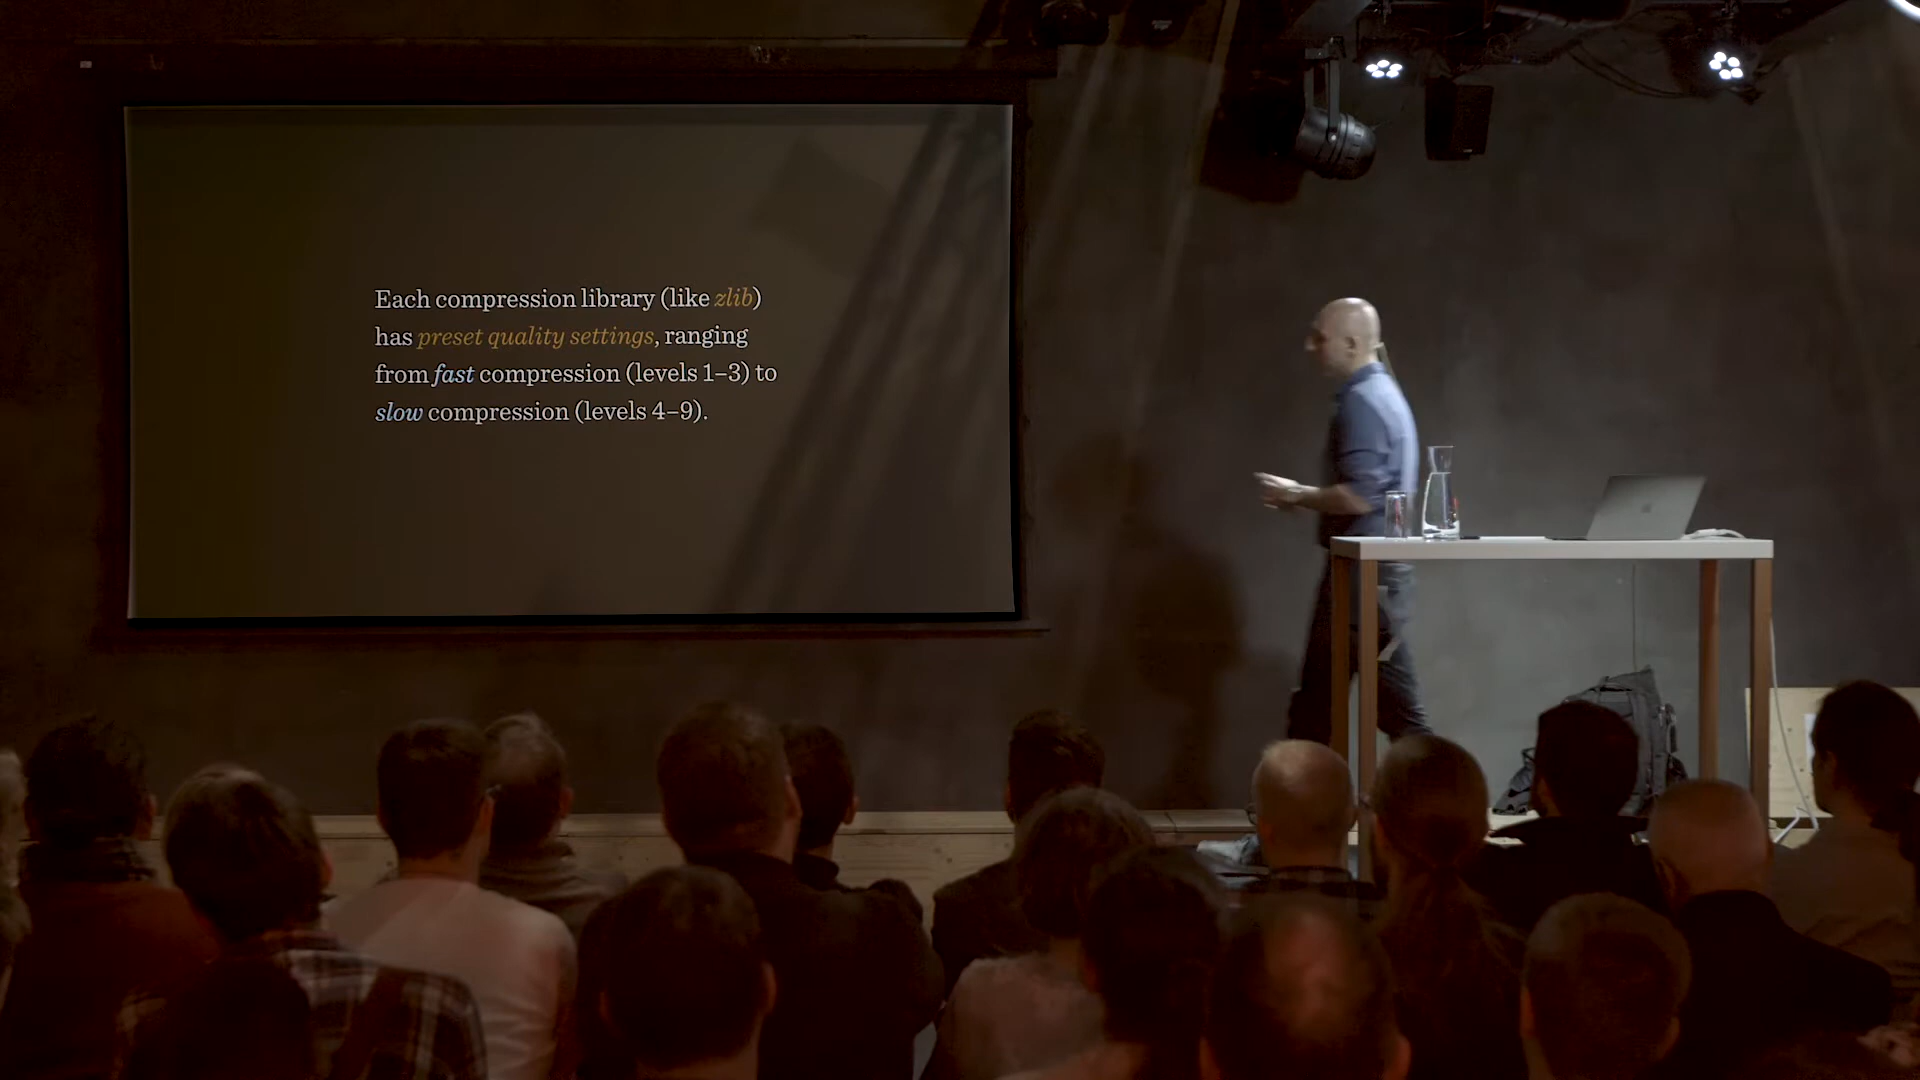 Each compression library (like zlib)
has preset quality settings, ranging
from fast compression (levels 1–3) to
slow compression (levels 4–9).